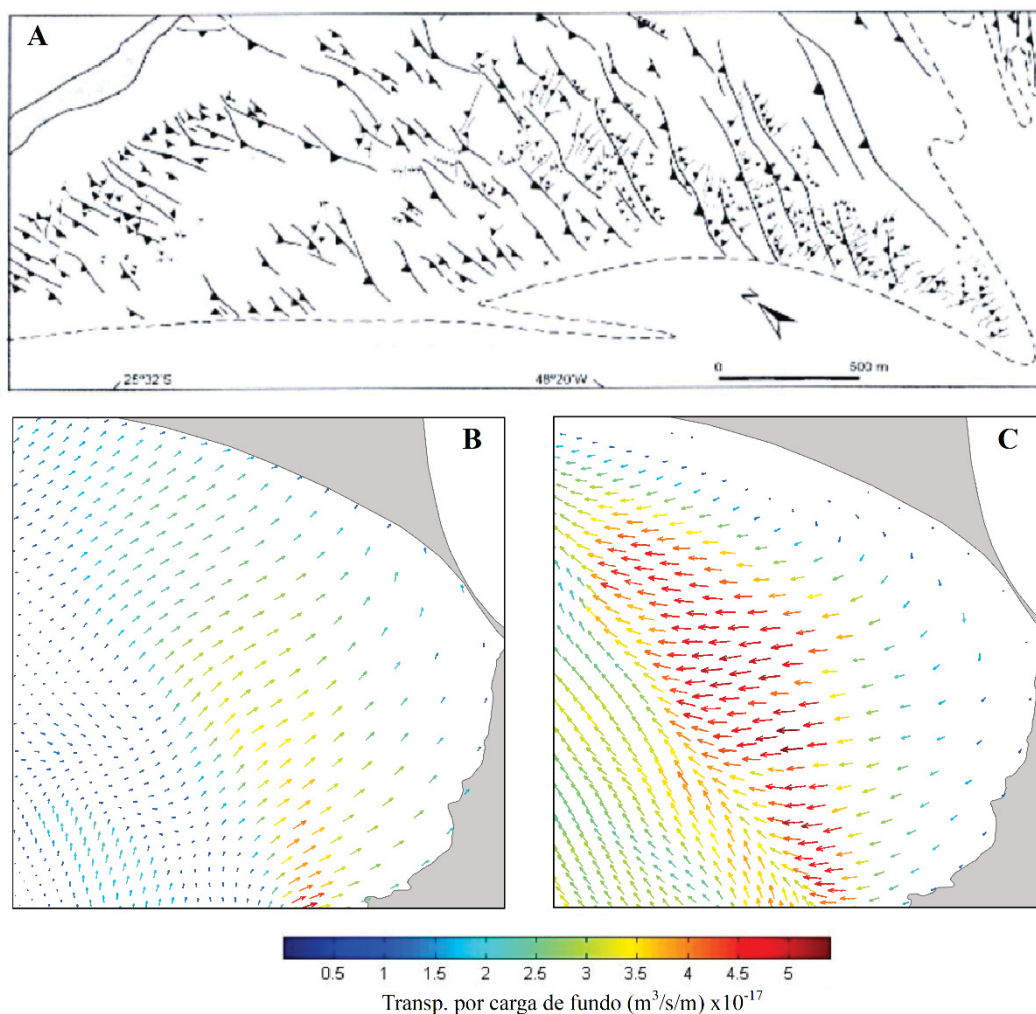 A
N
0 500 m
25°32'S 48°20'W
B
C
0.5 1 1.5 2 2.5 3 3.5 4 4.5 5
Transp. por carga de fundo (m³/s/m) x10⁻¹⁷